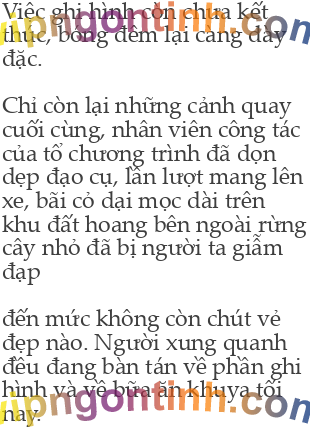 Việc ghi hình còn chưa kết
thúc, bóng đêm lại càng dày
đặc.
Chỉ còn lại những cảnh quay
cuối cùng, nhân viên công tác
của tổ chương trình đã dọn
dẹp đạo cụ, lần lượt mang lên
xe, bãi cỏ dại mọc dài trên
khu đất hoang bên ngoài rừng
cây nhỏ đã bị người ta giẫm
đạp
đến mức không còn chút vẻ
đẹp nào. Người xung quanh
đều đang bàn tán về phần ghi
hình và về bữa ăn khuya tối
nay.